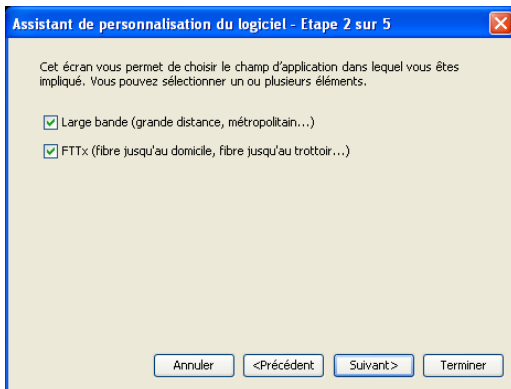 Assistant de personnalisation du logiciel - Etape 2 sur 5
Cet écran vous permet de choisir le champ d'application dans lequel vous êtes
impliqué. Vous pouvez sélectionner un ou plusieurs éléments.
Large bande (grande distance, métropolitain...)
FTTx (fibre jusqu'au domicile, fibre jusqu'au trottoir...)
Annuler <Précédent Suivant> Terminer